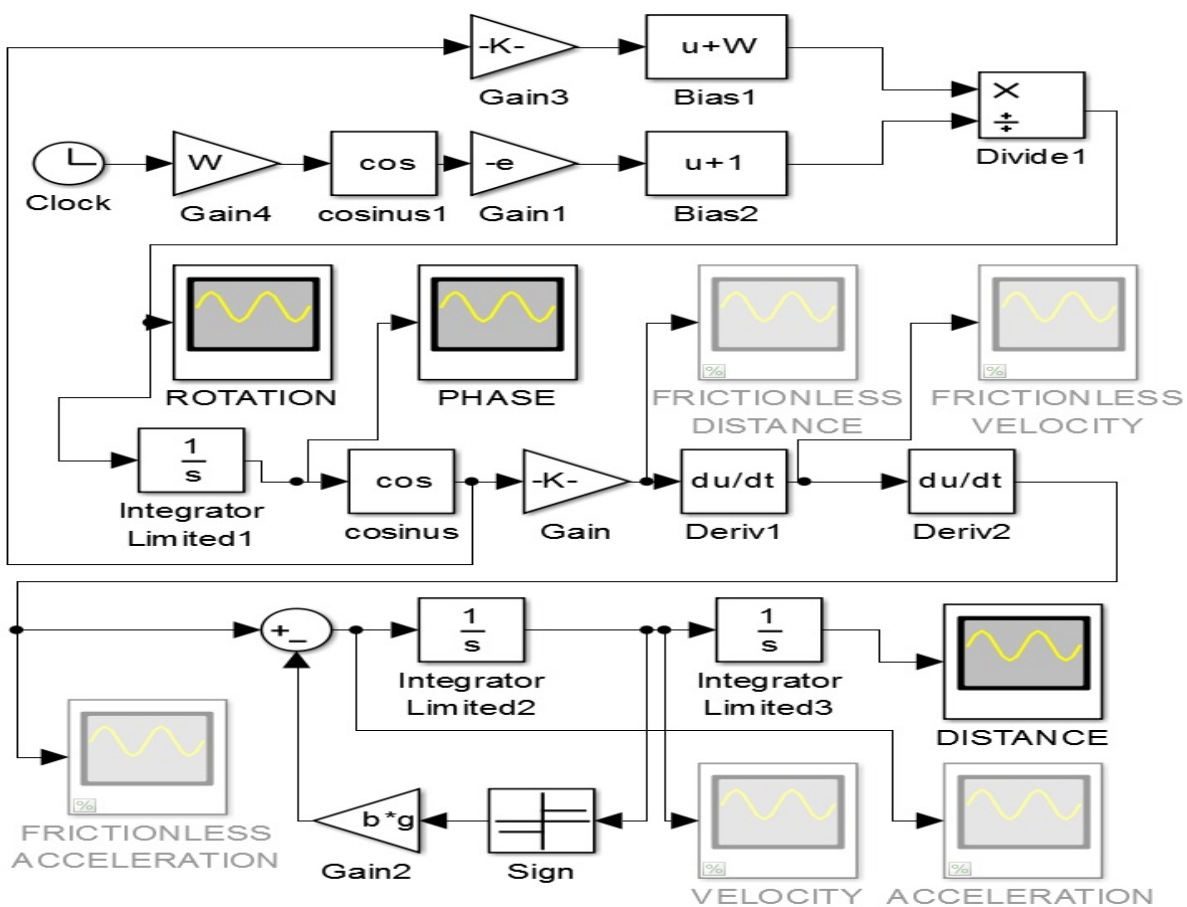 -K-
u+W
×
÷
Gain3
Bias1
Divide1
W
cos
-e
u+1
Clock
Gain4
cosinus1
Gain1
Bias2
ROTATION
PHASE
%
FRICTIONLESS
DISTANCE
%
FRICTIONLESS
VELOCITY
1
s
Integrator
Limited1
cos
cosinus
-K-
Gain
du/dt
Deriv1
du/dt
Deriv2
+
_
1
s
Integrator
Limited2
1
s
Integrator
Limited3
DISTANCE
%
FRICTIONLESS
ACCELERATION
b*g
Gain2
Sign
%
VELOCITY
%
ACCELERATION